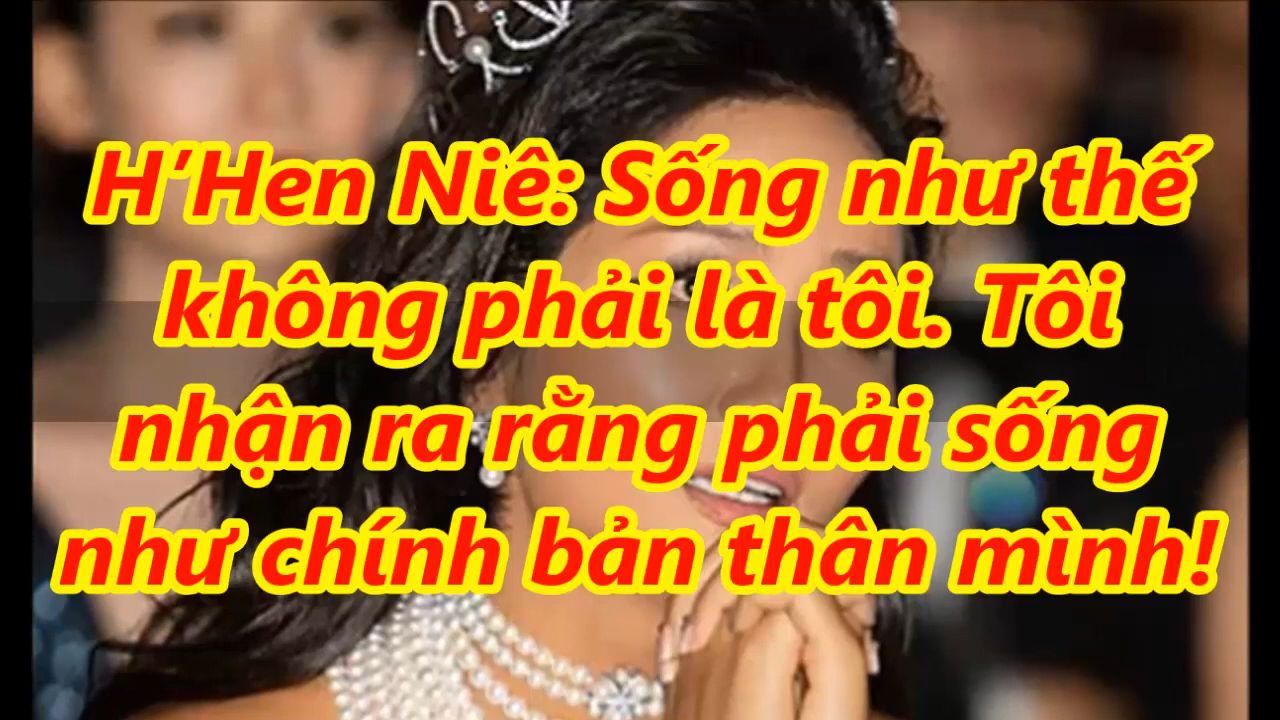 H’Hen Niê: Sống như thế
không phải là tôi. Tôi
nhận ra rằng phải sống
như chính bản thân mình!